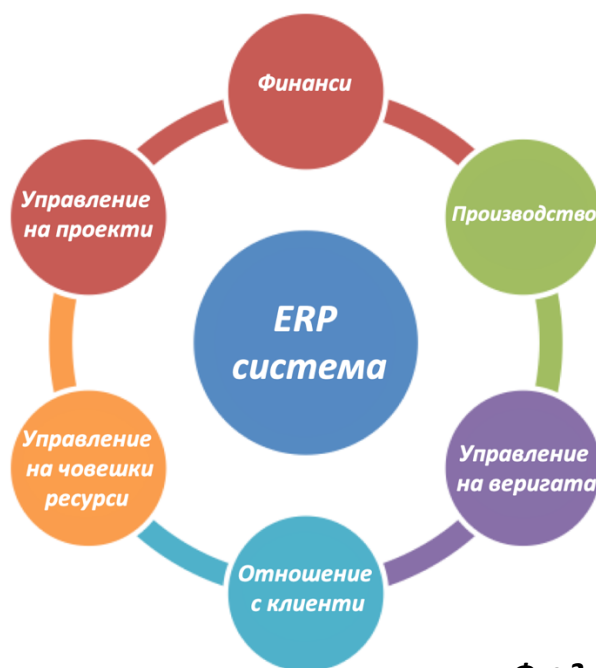 Финанси
Производство
Управление
на веригата
Отношение
с клиенти
Управление
на човешки
ресурси
Управление
на проекти
ERP
система